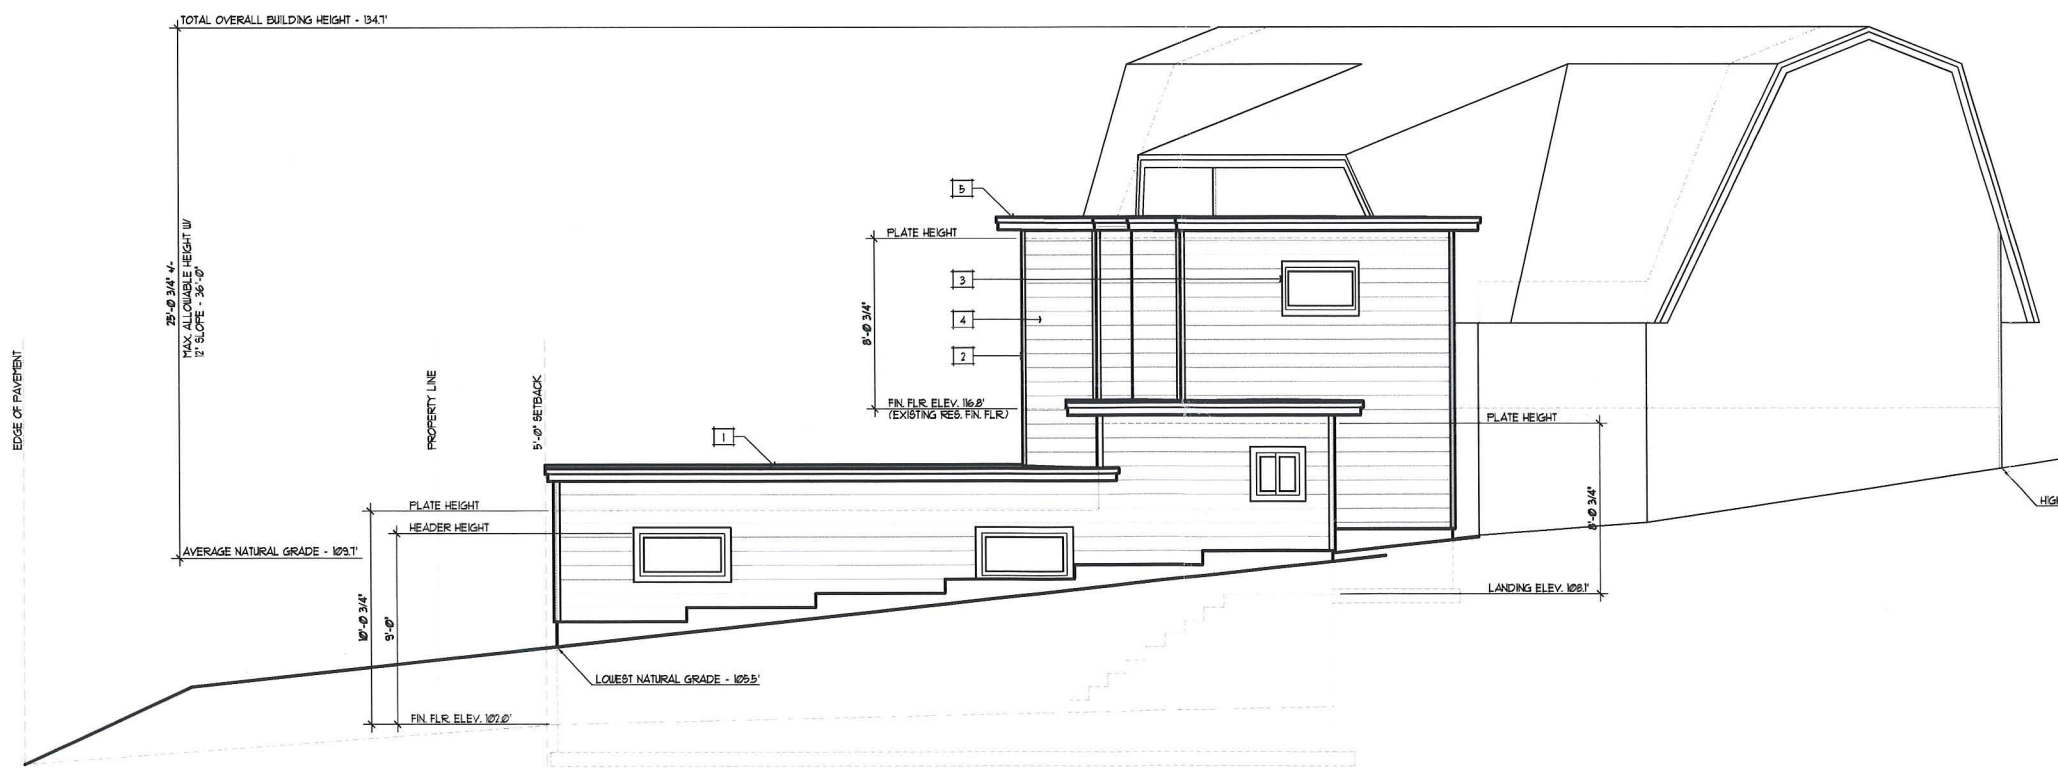 TOTAL OVERALL BUILDING HEIGHT - 134.7'
25'-0 3/4" +/-
MAX. ALLOWABLE HEIGHT W/
12" SLOPE - 36'-0"
EDGE OF PAVEMENT
PROPERTY LINE
5'-0" SETBACK
5
PLATE HEIGHT
3
4
2
8'-0 3/4"
FIN. FLR. ELEV. 116.8'
(EXISTING RES. FIN. FLR.)
PLATE HEIGHT
1
PLATE HEIGHT
HEADER HEIGHT
8'-0 3/4"
AVERAGE NATURAL GRADE - 109.7'
LANDING ELEV. 108.1'
10'-0 3/4"
9'-0"
LOWEST NATURAL GRADE - 105.5'
FIN. FLR. ELEV. 102.0'